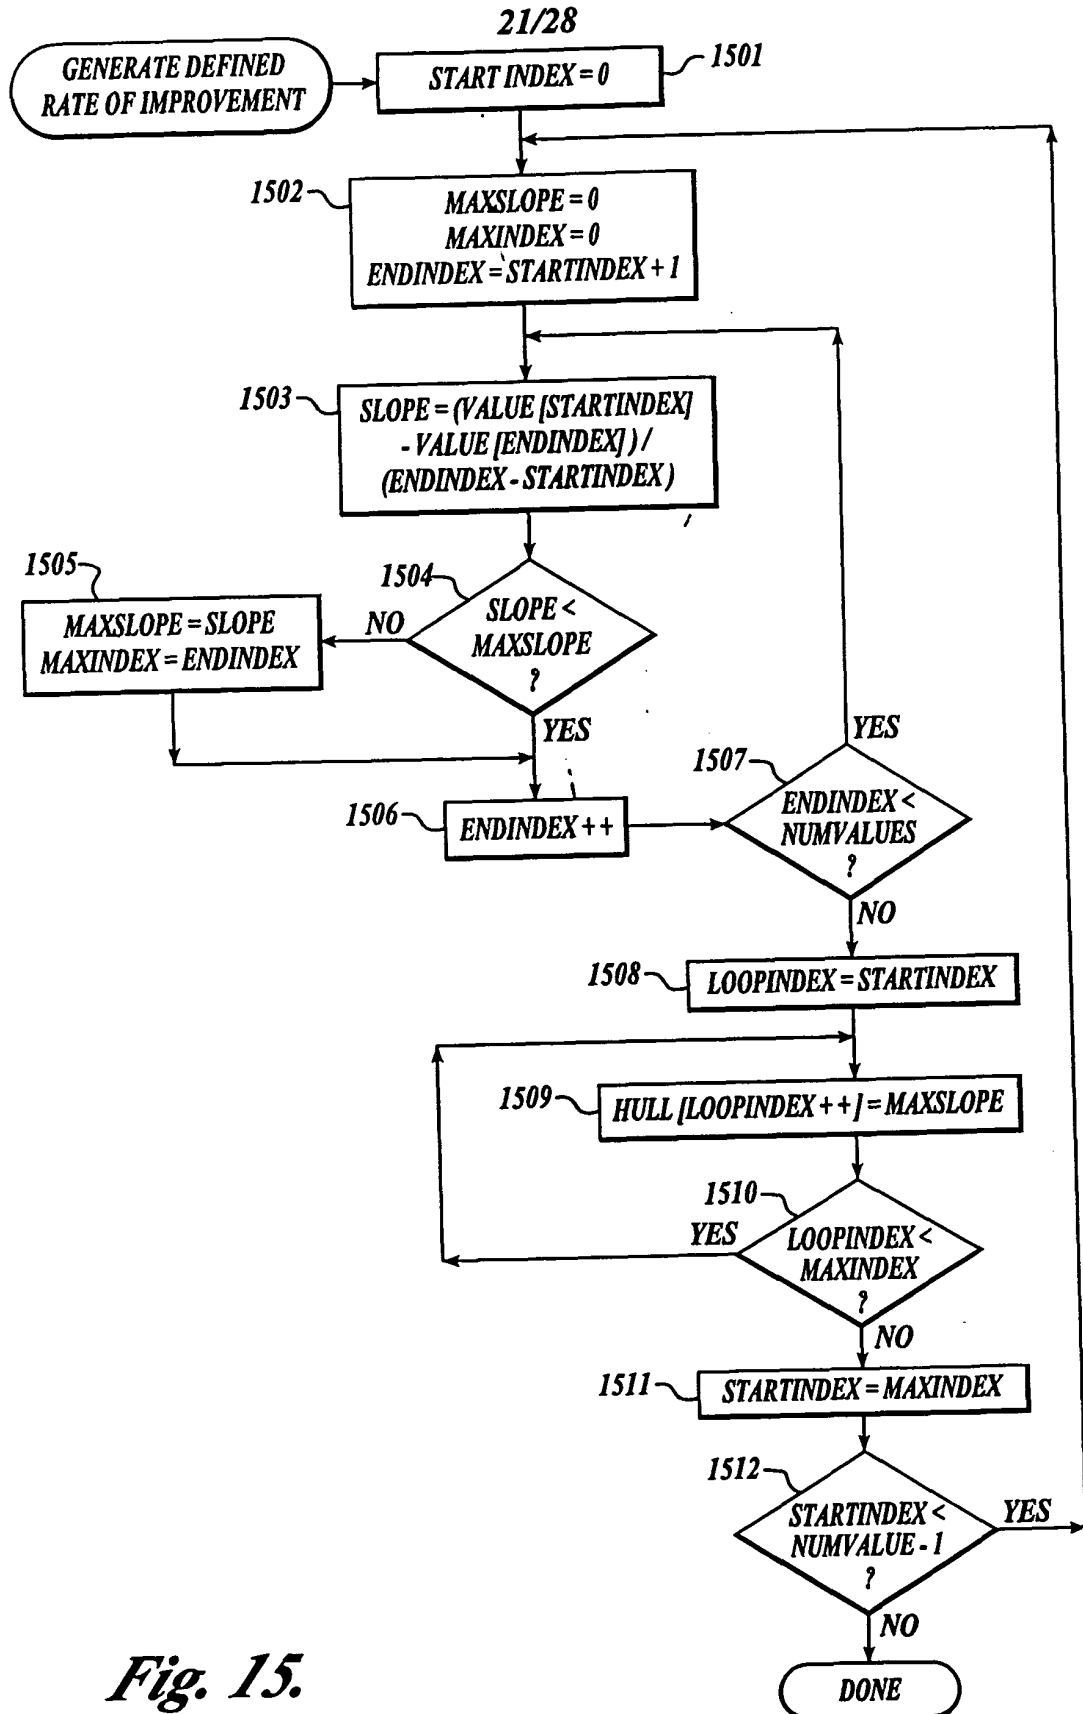 21/28
GENERATE DEFINED
RATE OF IMPROVEMENT
START INDEX = 0
1501
1502
MAXSLOPE = 0
MAXINDEX = 0
ENDINDEX = STARTINDEX + 1
1503
SLOPE = (VALUE [STARTINDEX]
- VALUE [ENDINDEX] ) /
(ENDINDEX - STARTINDEX )
1504
SLOPE <
MAXSLOPE
?
NO
YES
1505
MAXSLOPE = SLOPE
MAXINDEX = ENDINDEX
1506
ENDINDEX ++
1507
ENDINDEX <
NUMVALUES
?
YES
NO
1508
LOOPINDEX = STARTINDEX
1509
HULL [LOOPINDEX ++] = MAXSLOPE
1510
LOOPINDEX <
MAXINDEX
?
YES
NO
1511
STARTINDEX = MAXINDEX
1512
STARTINDEX <
NUMVALUE - 1
?
YES
NO
DONE
Fig. 15.